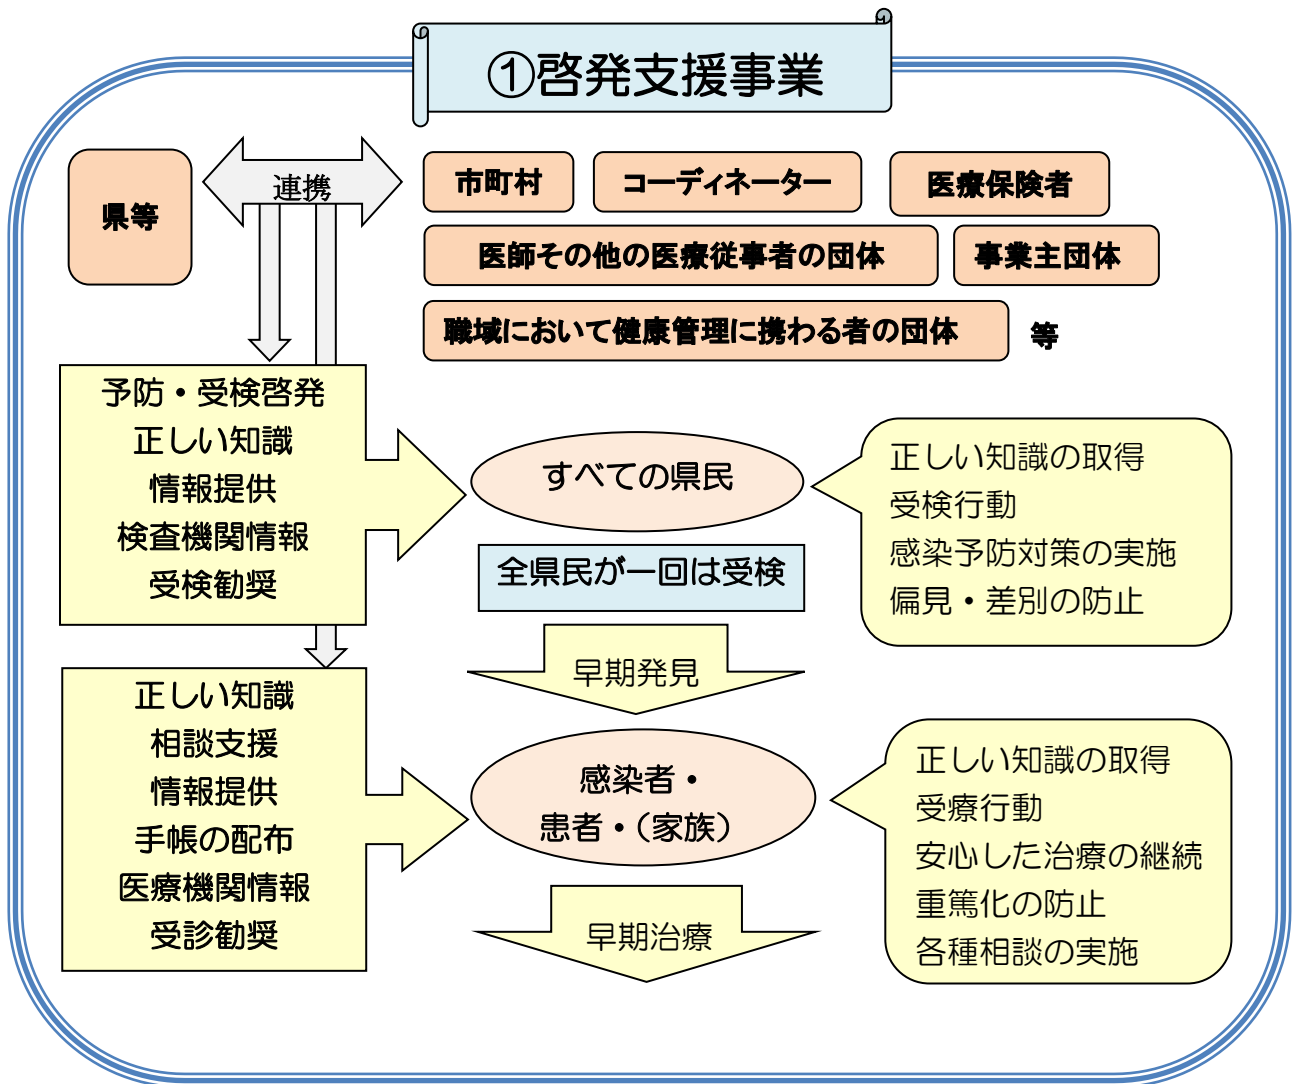 ①啓発支援事業
県等
連携
市町村
コーディネーター
医療保険者
医師その他の医療従事者の団体
事業主団体
職域において健康管理に携わる者の団体
等
予防・受検啓発
正しい知識
情報提供
検査機関情報
受検勧奨
すべての県民
正しい知識の取得
受検行動
感染予防対策の実施
偏見・差別の防止
全県民が一回は受検
早期発見
正しい知識
相談支援
情報提供
手帳の配布
医療機関情報
受診勧奨
感染者・
患者・(家族)
正しい知識の取得
受療行動
安心した治療の継続
重篤化の防止
各種相談の実施
早期治療